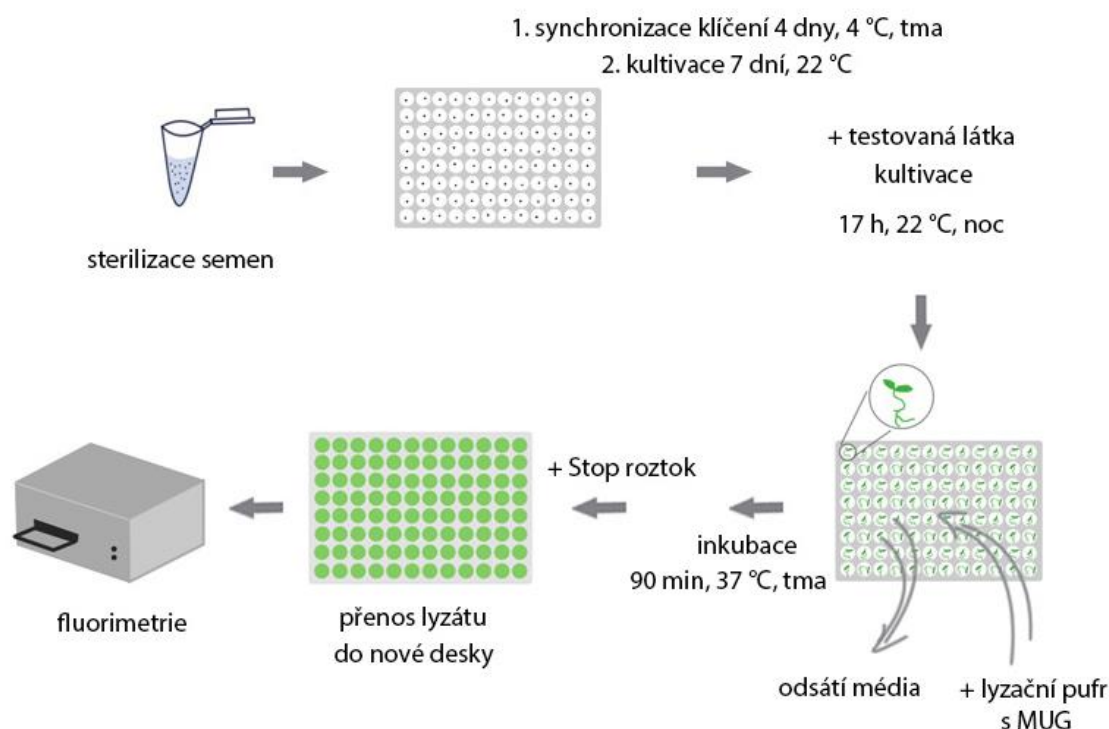 1. synchronizace klíčení 4 dny, 4 °C, tma
2. kultivace 7 dní, 22 °C
sterilizace semen
+ testovaná látka
kultivace
17 h, 22 °C, noc
odsátí média
+ lyzační pufr
s MUG
inkubace
90 min, 37 °C, tma
+ Stop roztok
přenos lyzátu
do nové desky
fluorimetrie